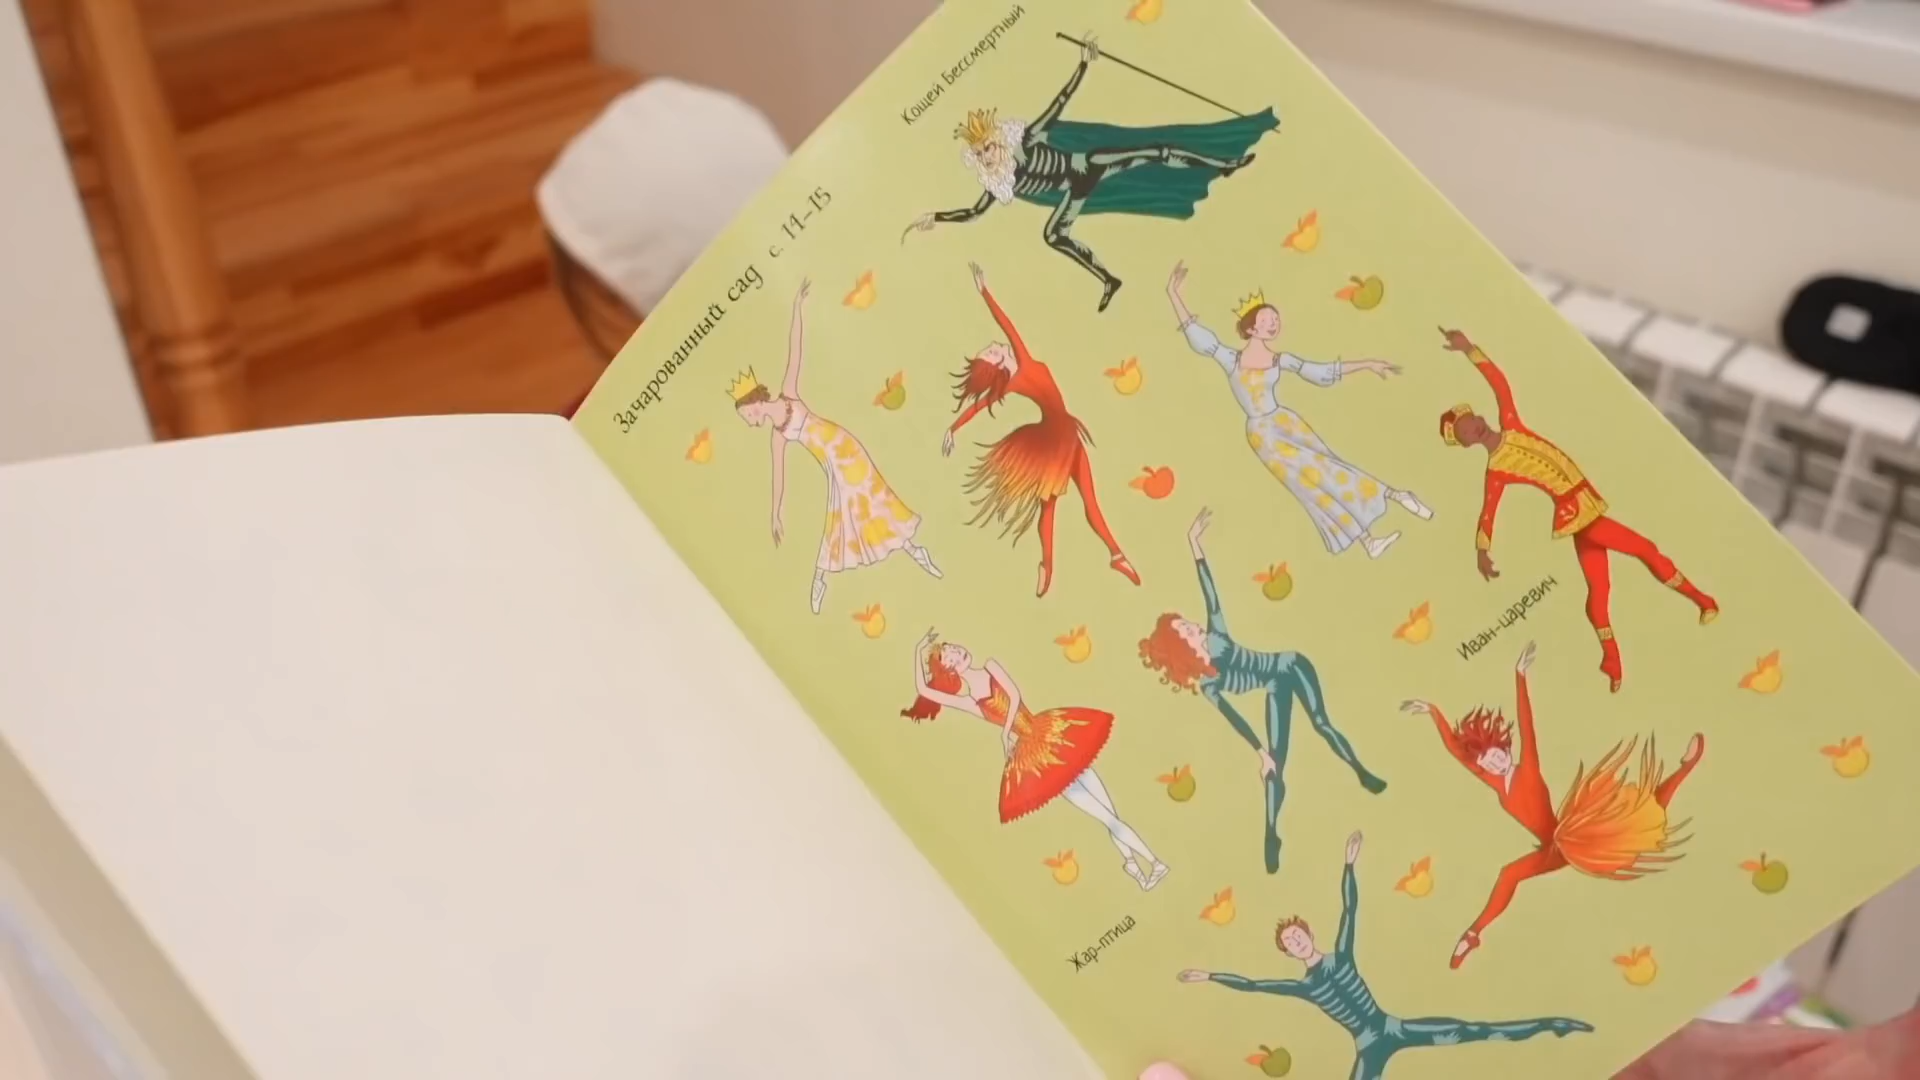 Зачарованный сад с. 14–15
Кощей Бессмертный
Иван-царевич
Жар-птица